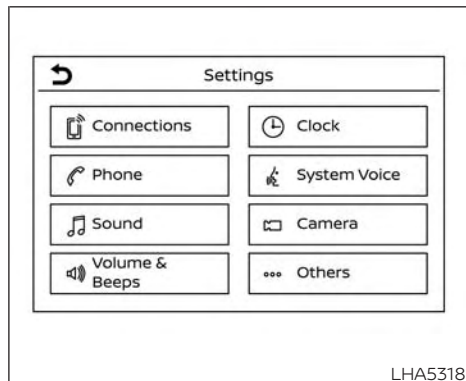 Settings
Connections
Clock
Phone
System Voice
Sound
Camera
Volume &
Beeps
Others
LHA5318